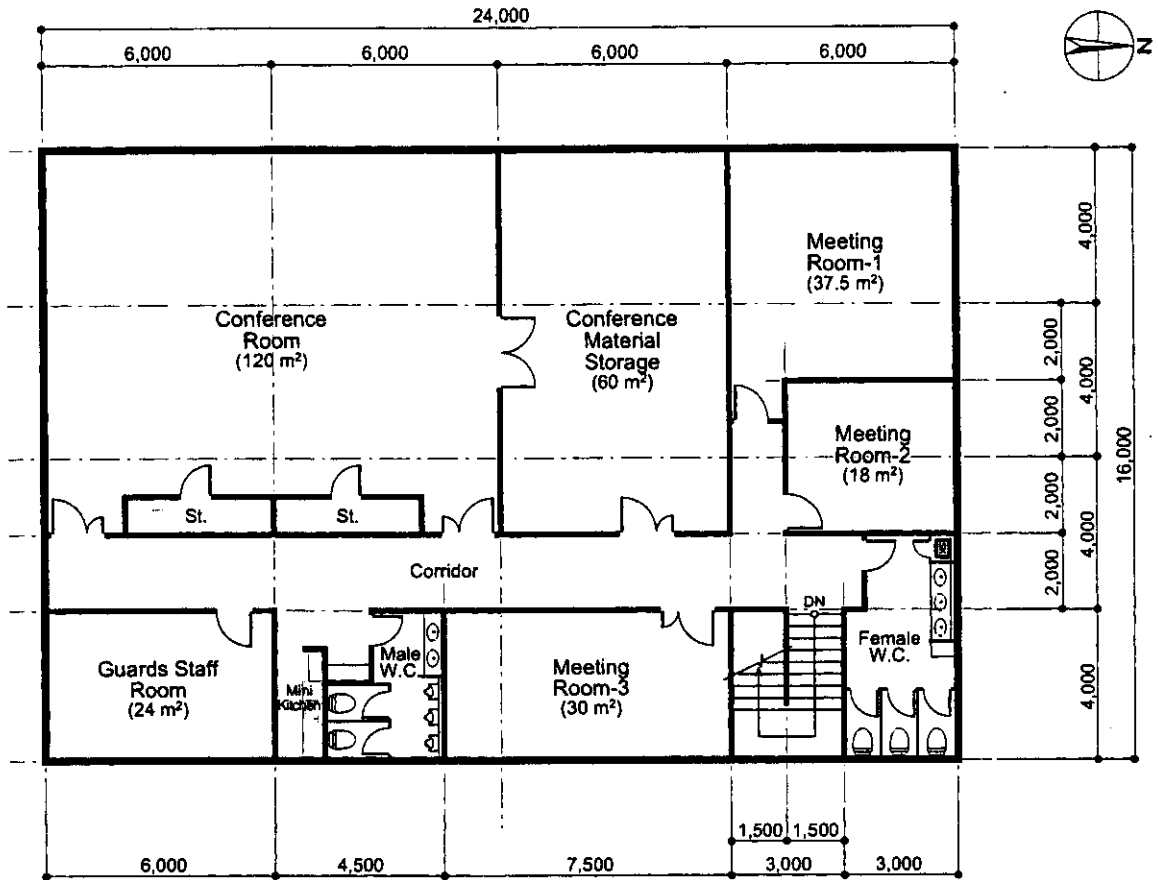 24,000
6,000
6,000
6,000
6,000
N
Meeting
Room-1
(37.5 m²)
4,000
Conference
Room
(120 m²)
Conference
Material
Storage
(60 m²)
2,000
4,000
Meeting
Room-2
(18 m²)
2,000
16,000
St.
St.
2,000
4,000
Corridor
2,000
DN
Guards Staff
Room
(24 m²)
Mini
Kitchen
Male
W.C.
Meeting
Room-3
(30 m²)
Female
W.C.
4,000
1,500
1,500
6,000
4,500
7,500
3,000
3,000